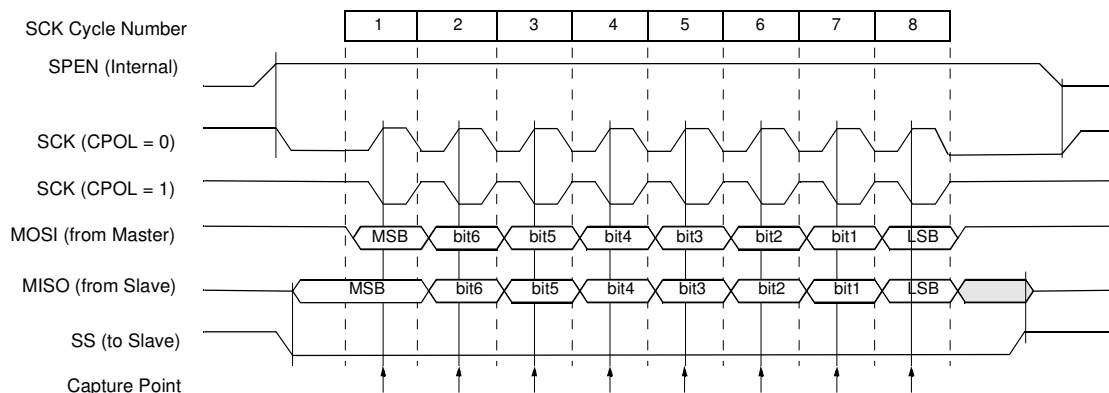 SCK Cycle Number 1 2 3 4 5 6 7 8
SPEN (Internal)
SCK (CPOL = 0)
SCK (CPOL = 1)
MOSI (from Master) MSB bit6 bit5 bit4 bit3 bit2 bit1 LSB
MISO (from Slave) MSB bit6 bit5 bit4 bit3 bit2 bit1 LSB
SS (to Slave)
Capture Point